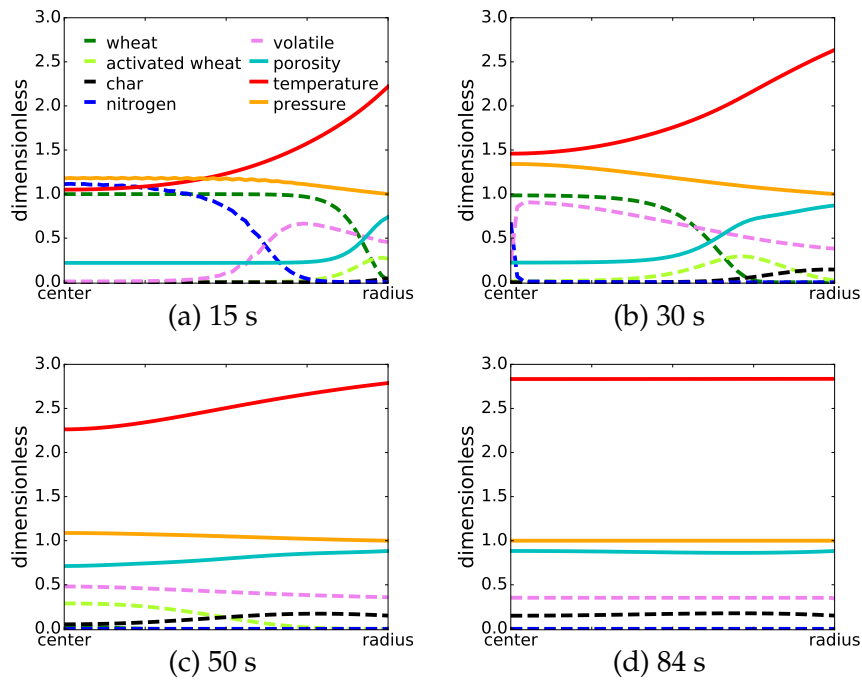 3.0
2.5
2.0
1.5
1.0
0.5
0.0
dimensionless
wheat
activated wheat
char
nitrogen
volatile
porosity
temperature
pressure
center
radius
(a) 15 s
3.0
2.5
2.0
1.5
1.0
0.5
0.0
dimensionless
center
radius
(b) 30 s
3.0
2.5
2.0
1.5
1.0
0.5
0.0
dimensionless
center
radius
(c) 50 s
3.0
2.5
2.0
1.5
1.0
0.5
0.0
dimensionless
center
radius
(d) 84 s